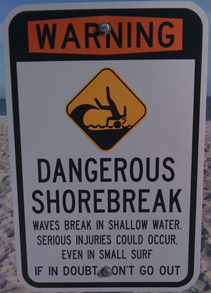 WARNING
DANGEROUS
SHOREBREAK
WAVES BREAK IN SHALLOW WATER.
SERIOUS INJURIES COULD OCCUR,
EVEN IN SMALL SURF
IF IN DOUBT, DON'T GO OUT